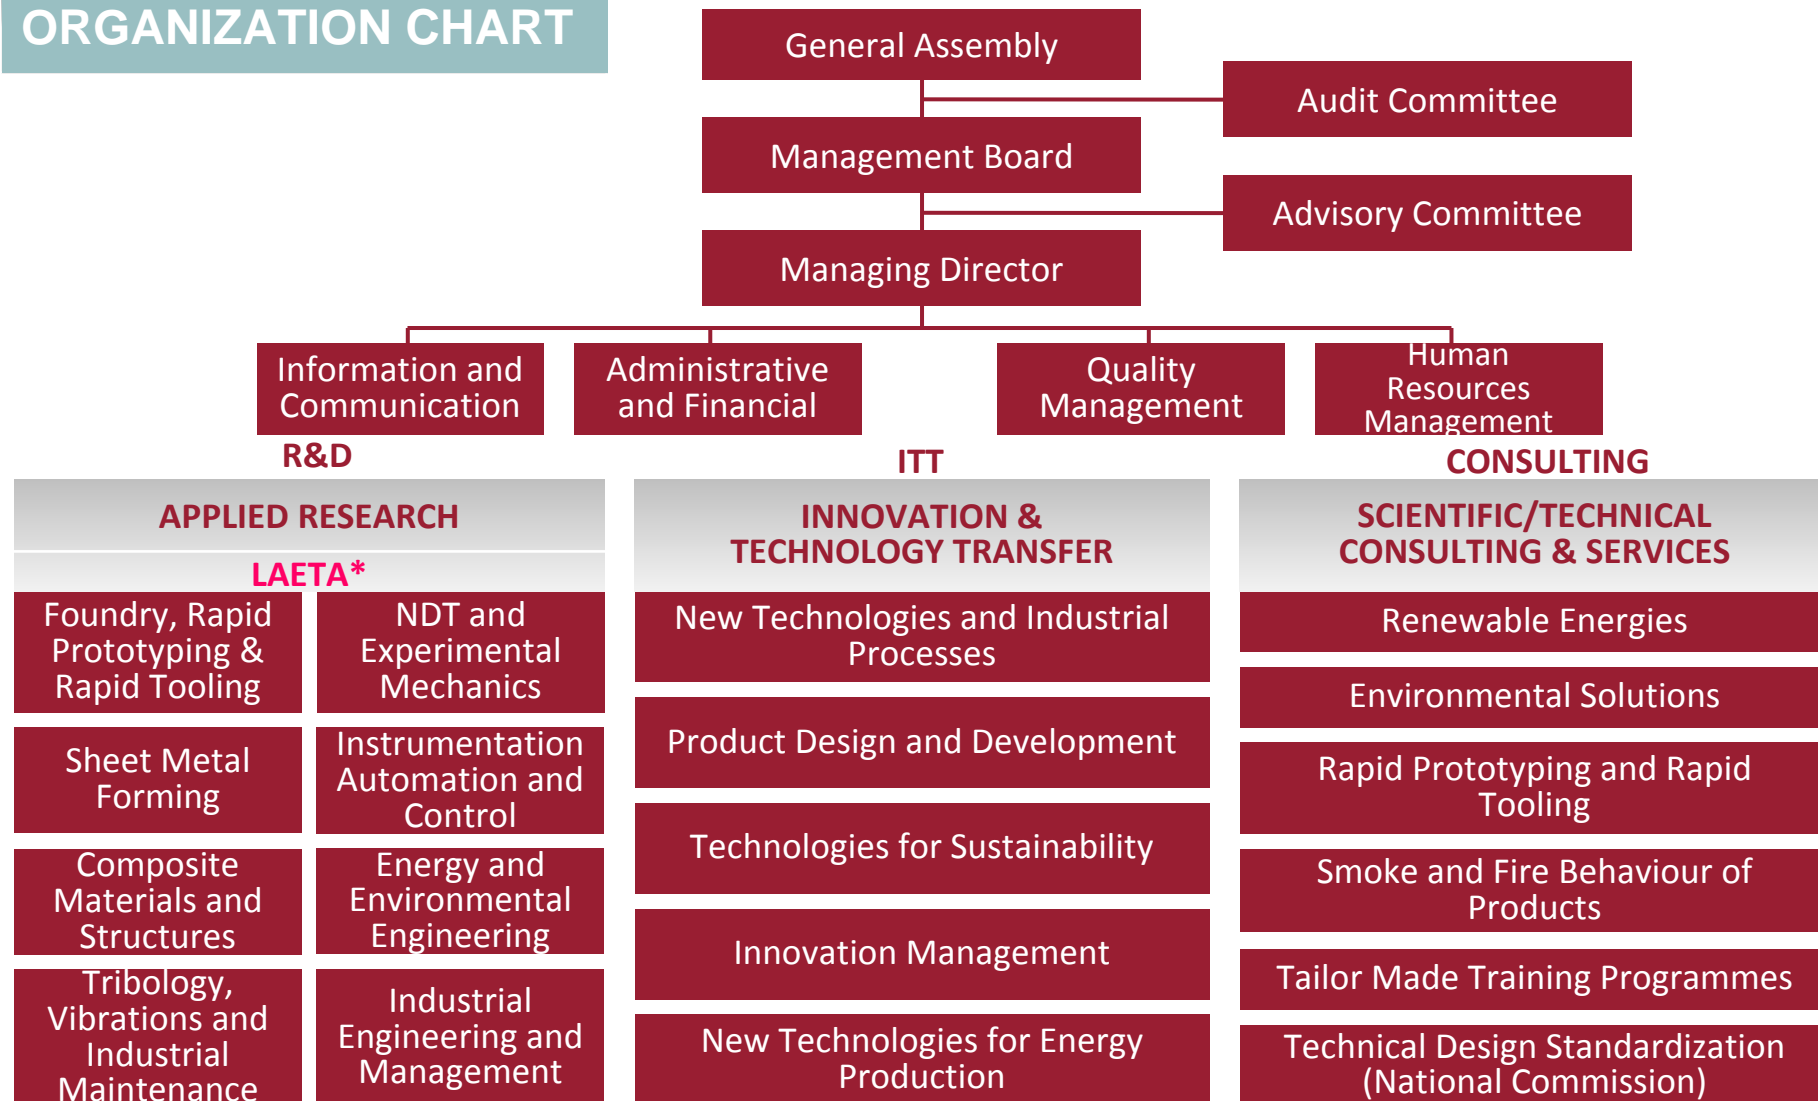 ORGANIZATION CHART
General Assembly
Audit Committee
Management Board
Advisory Committee
Managing Director
Information and
Communication
Administrative
and Financial
Quality
Management
Human
Resources
Management
R&D
APPLIED RESEARCH
LAETA*
Foundry, Rapid
Prototyping &
Rapid Tooling
NDT and
Experimental
Mechanics
Sheet Metal
Forming
Instrumentation
Automation and
Control
Composite
Materials and
Structures
Energy and
Environmental
Engineering
Tribology,
Vibrations and
Industrial
Maintenance
Industrial
Engineering and
Management
ITT
INNOVATION &
TECHNOLOGY TRANSFER
New Technologies and Industrial
Processes
Product Design and Development
Technologies for Sustainability
Innovation Management
New Technologies for Energy
Production
CONSULTING
SCIENTIFIC/TECHNICAL
CONSULTING & SERVICES
Renewable Energies
Environmental Solutions
Rapid Prototyping and Rapid
Tooling
Smoke and Fire Behaviour of
Products
Tailor Made Training Programmes
Technical Design Standardization
(National Commission)